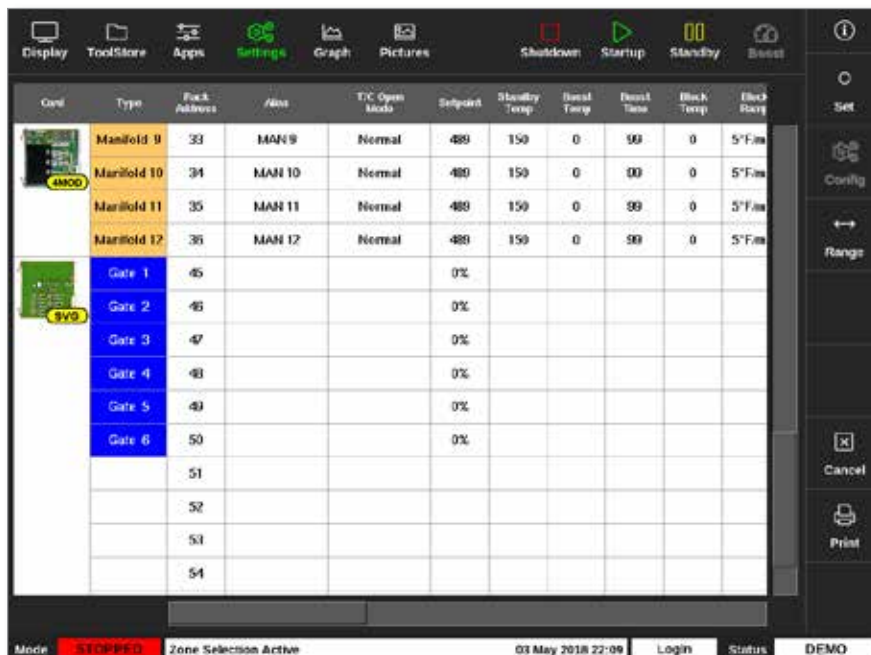 Display ToolStore Apps Settings Graph Pictures Shutdown Startup Standby Boost
Set
Config
Range
Cancel
Print
Card Type Rack Address Alias T/C Open Mode Setpoint Standby Temp Boost Temp Boost Time Block Temp Block Ramp
4MOD
Manifold 9 33 MAN 9 Normal 489 150 0 99 0 5°F/m
Manifold 10 34 MAN 10 Normal 489 150 0 99 0 5°F/m
Manifold 11 35 MAN 11 Normal 489 150 0 99 0 5°F/m
Manifold 12 36 MAN 12 Normal 489 150 0 99 0 5°F/m
SVG
Gate 1 45 0%
Gate 2 46 0%
Gate 3 47 0%
Gate 4 48 0%
Gate 5 49 0%
Gate 6 50 0%
51
52
53
54
Mode STOPPED Zone Selection Active 03 May 2018 22:09 Login Status DEMO